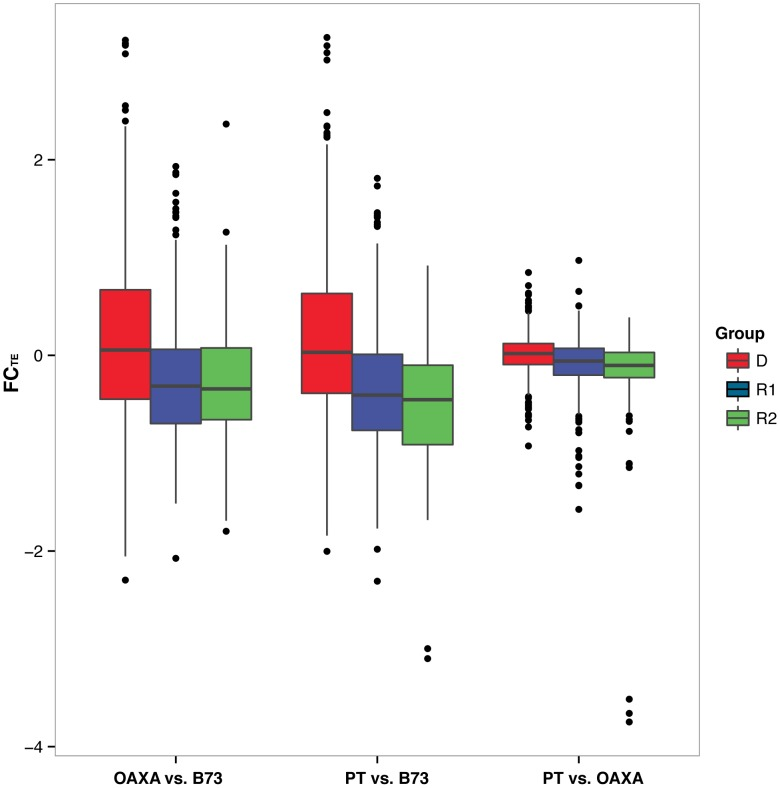 FCTE
2
0
−2
−4
OAXA vs. B73
PT vs. B73
PT vs. OAXA
Group
D
R1
R2